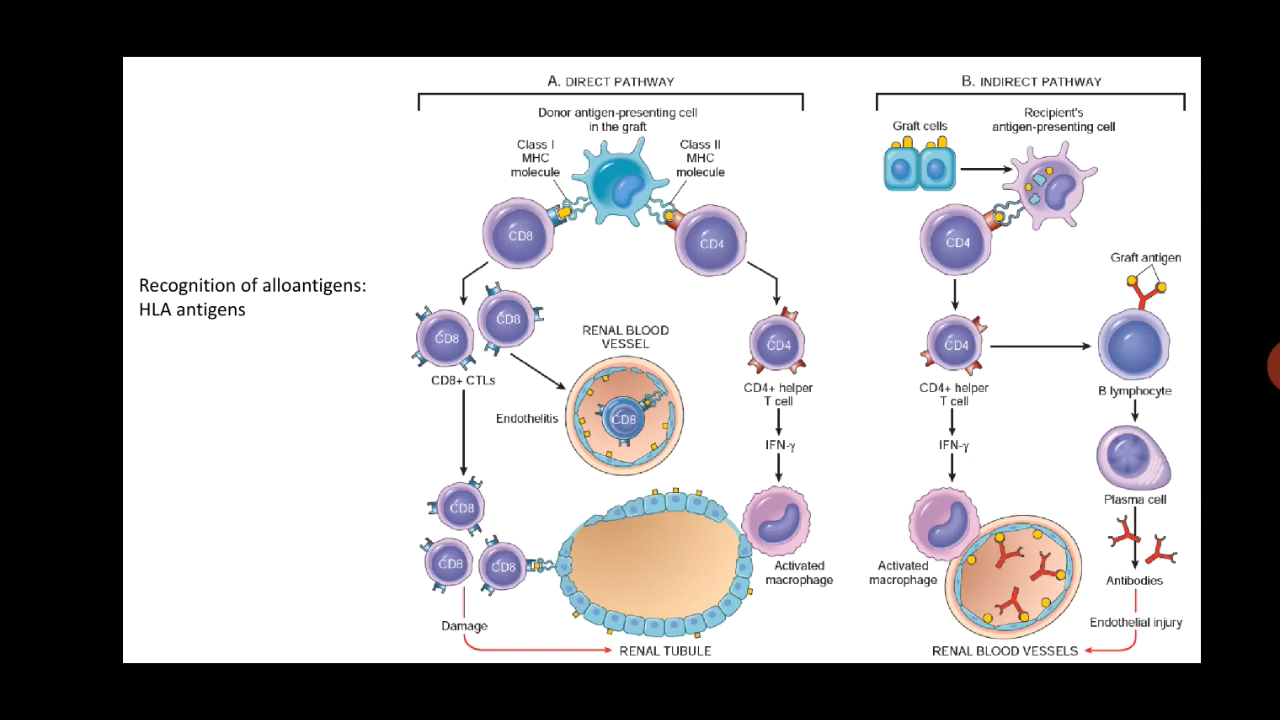 Recognition of alloantigens:
HLA antigens
A. DIRECT PATHWAY
Donor antigen-presenting cell
in the graft
Class I
MHC
molecule
Class II
MHC
molecule
CD8
CD4
CD8
CD8
CD8+ CTLs
RENAL BLOOD
VESSEL
Endothelitis
CD8
CD4
CD4+ helper
T cell
IFN-γ
CD8
CD8
CD8
Activated
macrophage
Damage
RENAL TUBULE
B. INDIRECT PATHWAY
Graft cells
Recipient's
antigen-presenting cell
CD4
Graft antigen
CD4
CD4+ helper
T cell
B lymphocyte
IFN-γ
Plasma cell
Activated
macrophage
Antibodies
Endothelial injury
RENAL BLOOD VESSELS